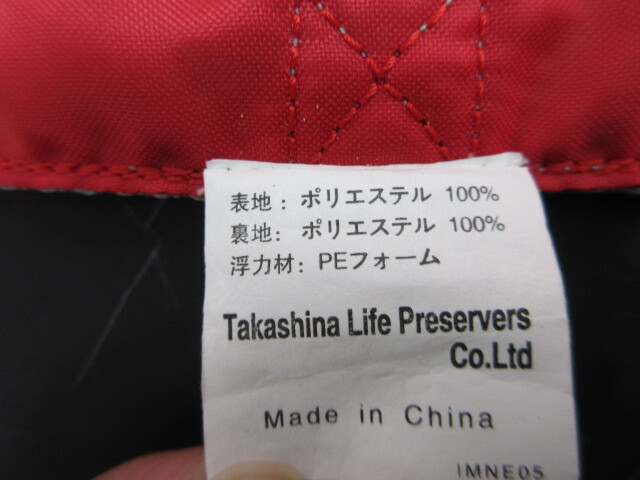 表地：ポリエステル 100%
裏地：ポリエステル 100%
浮力材：PEフォーム
Takashina Life Preservers
Co.Ltd
Made in China
IMNE05